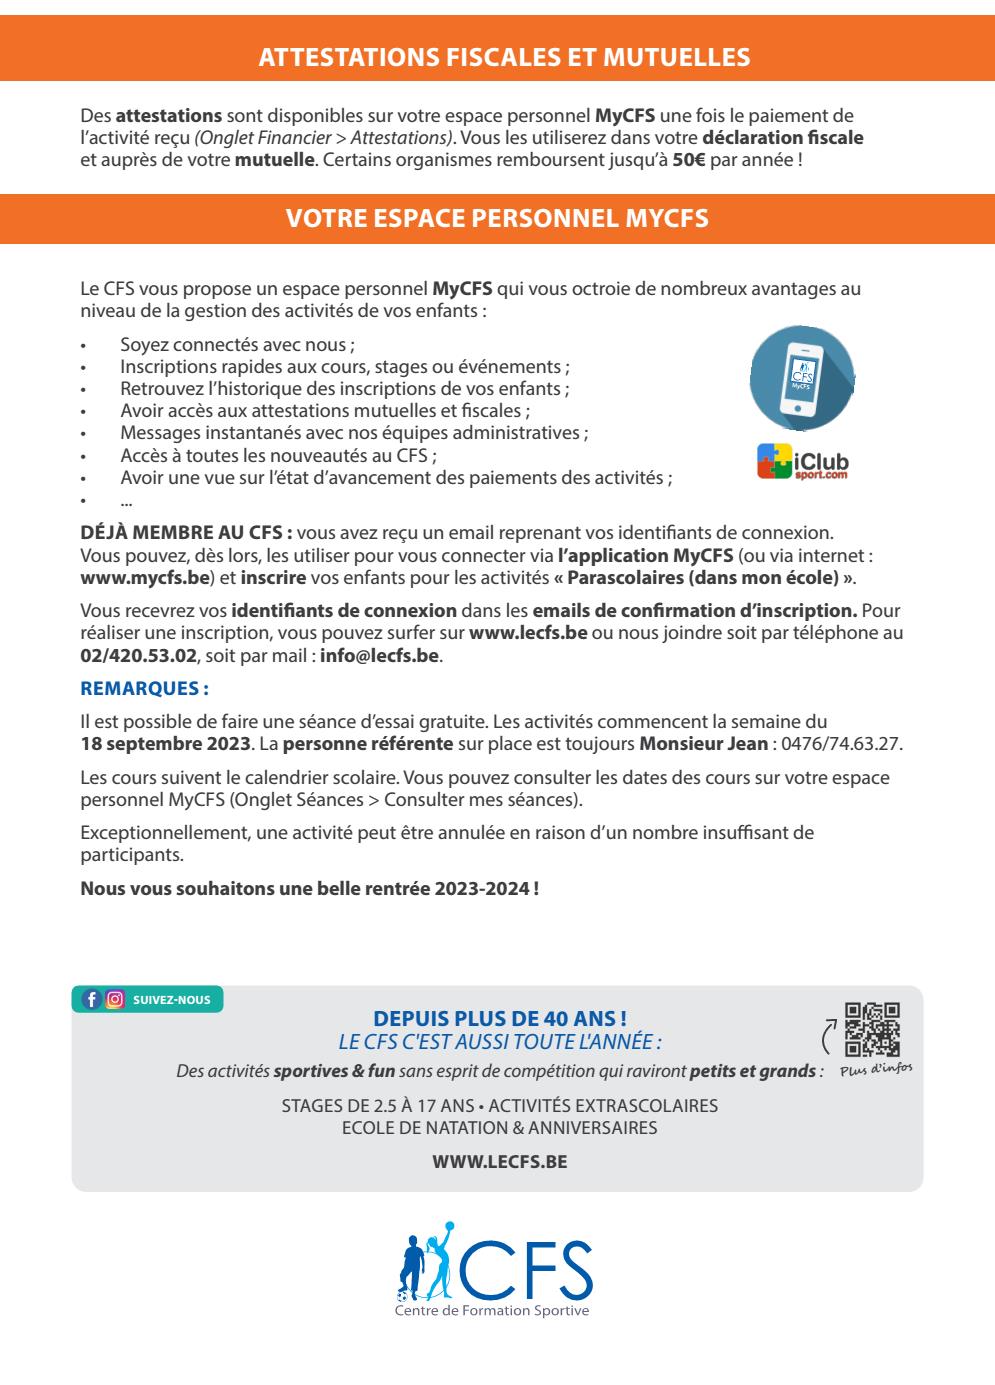 ATTESTATIONS FISCALES ET MUTUELLES
Des attestations sont disponibles sur votre espace personnel MyCFS une fois le paiement de
l’activité reçu (Onglet Financier > Attestations). Vous les utiliserez dans votre déclaration fiscale
et auprès de votre mutuelle. Certains organismes remboursent jusqu’à 50€ par année !
VOTRE ESPACE PERSONNEL MYCFS
Le CFS vous propose un espace personnel MyCFS qui vous octroie de nombreux avantages au
niveau de la gestion des activités de vos enfants :
• Soyez connectés avec nous ;
• Inscriptions rapides aux cours, stages ou événements ;
• Retrouvez l’historique des inscriptions de vos enfants ;
• Avoir accès aux attestations mutuelles et fiscales ;
• Messages instantanés avec nos équipes administratives ;
• Accès à toutes les nouveautés au CFS ;
• Avoir une vue sur l’état d’avancement des paiements des activités ;
• ...
CFS
MyCFS
iClub
sport.com
DÉJÀ MEMBRE AU CFS : vous avez reçu un email reprenant vos identifiants de connexion.
Vous pouvez, dès lors, les utiliser pour vous connecter via l’application MyCFS (ou via internet :
www.mycfs.be) et inscrire vos enfants pour les activités « Parascolaires (dans mon école) ».
Vous recevrez vos identifiants de connexion dans les emails de confirmation d’inscription. Pour
réaliser une inscription, vous pouvez surfer sur www.lecfs.be ou nous joindre soit par téléphone au
02/420.53.02, soit par mail : info@lecfs.be.
REMARQUES :
Il est possible de faire une séance d’essai gratuite. Les activités commencent la semaine du
18 septembre 2023. La personne référente sur place est toujours Monsieur Jean : 0476/74.63.27.
Les cours suivent le calendrier scolaire. Vous pouvez consulter les dates des cours sur votre espace
personnel MyCFS (Onglet Séances > Consulter mes séances).
Exceptionnellement, une activité peut être annulée en raison d’un nombre insuffisant de
participants.
Nous vous souhaitons une belle rentrée 2023-2024 !
SUIVEZ-NOUS
DEPUIS PLUS DE 40 ANS !
LE CFS C'EST AUSSI TOUTE L'ANNÉE :
Des activités sportives & fun sans esprit de compétition qui raviront petits et grands :
Plus d’infos
STAGES DE 2.5 À 17 ANS • ACTIVITÉS EXTRASCOLAIRES
ECOLE DE NATATION & ANNIVERSAIRES
WWW.LECFS.BE
CFS
Centre de Formation Sportive